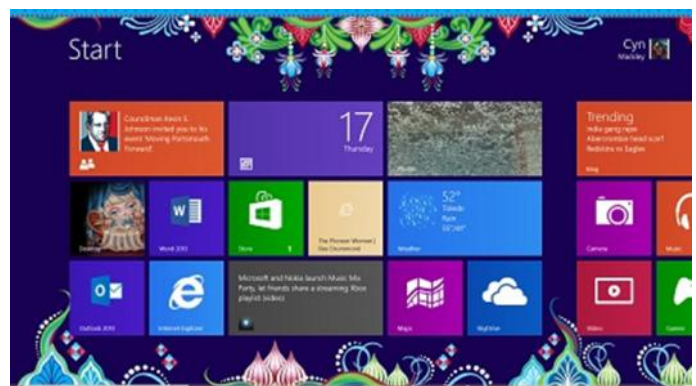 Start
Cyn
Mackley
Councilman Kevin S.
Johnson invited you to his
event 'Moving Portsmouth
Forward'.
17
Thursday
Trending
India gang rape
Abercrombie head scarf
Redskins vs Eagles
Bing
Desktop
W
Word 2013
Store
1
The Pioneer Woman |
Ree Drummond
52°
Toledo
Rain
Weather
Camera
Music
Outlook 2013
Internet Explorer
Microsoft and Nokia launch Music Mix
Party, let friends share a streaming Xbox
playlist (video)
Maps
SkyDrive
Video
Games